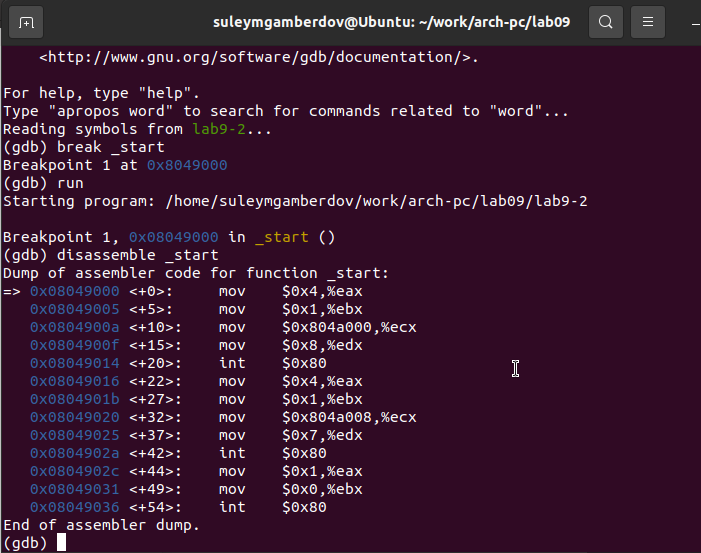 suleymgamberdov@Ubuntu: ~/work/arch-pc/lab09
<http://www.gnu.org/software/gdb/documentation/>.
For help, type "help".
Type "apropos word" to search for commands related to "word"...
Reading symbols from lab9-2...
(gdb) break _start
Breakpoint 1 at 0x8049000
(gdb) run
Starting program: /home/suleymgamberdov/work/arch-pc/lab09/lab9-2
Breakpoint 1, 0x08049000 in _start ()
(gdb) disassemble _start
Dump of assembler code for function _start:
=> 0x08049000 <+0>: mov $0x4,%eax
0x08049005 <+5>: mov $0x1,%ebx
0x0804900a <+10>: mov $0x804a000,%ecx
0x0804900f <+15>: mov $0x8,%edx
0x08049014 <+20>: int $0x80
0x08049016 <+22>: mov $0x4,%eax
0x0804901b <+27>: mov $0x1,%ebx
0x08049020 <+32>: mov $0x804a008,%ecx
0x08049025 <+37>: mov $0x7,%edx
0x0804902a <+42>: int $0x80
0x0804902c <+44>: mov $0x1,%eax
0x08049031 <+49>: mov $0x0,%ebx
0x08049036 <+54>: int $0x80
End of assembler dump.
(gdb)